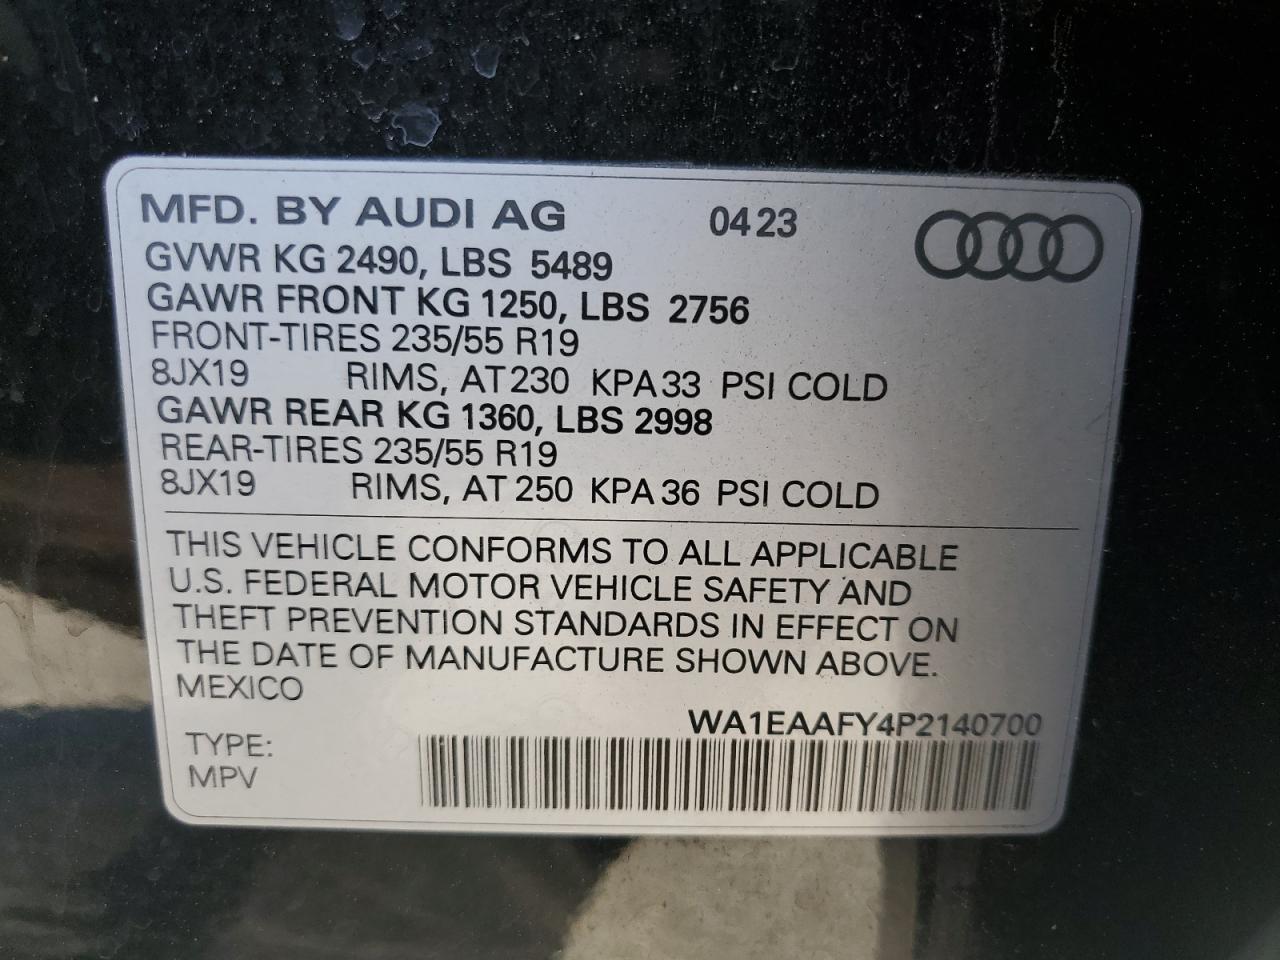 MFD. BY AUDI AG 0423
GVWR KG 2490, LBS 5489
GAWR FRONT KG 1250, LBS 2756
FRONT-TIRES 235/55 R19
8JX19 RIMS, AT 230 KPA 33 PSI COLD
GAWR REAR KG 1360, LBS 2998
REAR-TIRES 235/55 R19
8JX19 RIMS, AT 250 KPA 36 PSI COLD
THIS VEHICLE CONFORMS TO ALL APPLICABLE
U.S. FEDERAL MOTOR VEHICLE SAFETY AND
THEFT PREVENTION STANDARDS IN EFFECT ON
THE DATE OF MANUFACTURE SHOWN ABOVE.
MEXICO
WA1EAAFY4P2140700
TYPE:
MPV